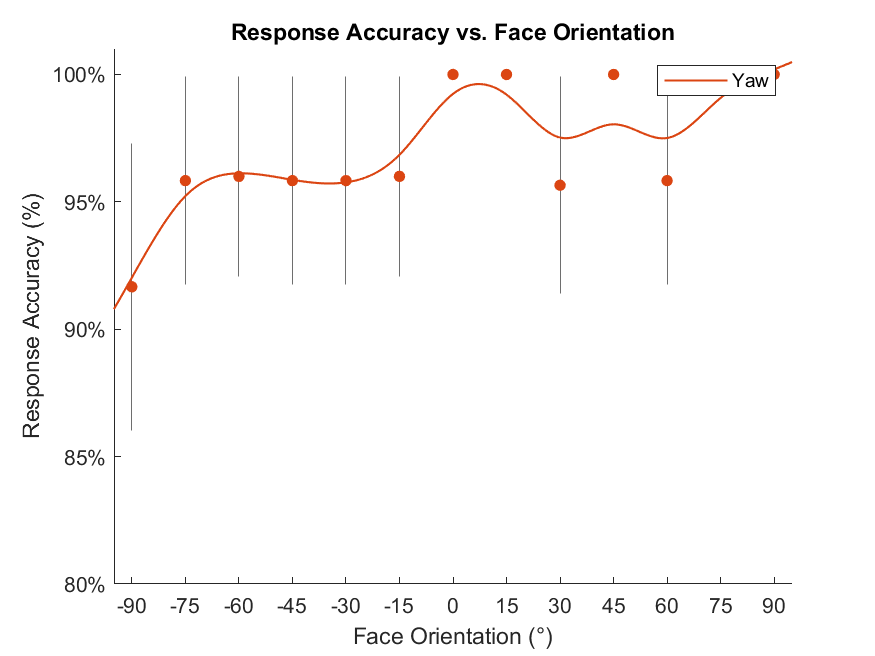 Response Accuracy vs. Face Orientation
Yaw
Response Accuracy (%)
100%
95%
90%
85%
80%
-90 -75 -60 -45 -30 -15 0 15 30 45 60 75 90
Face Orientation (°)